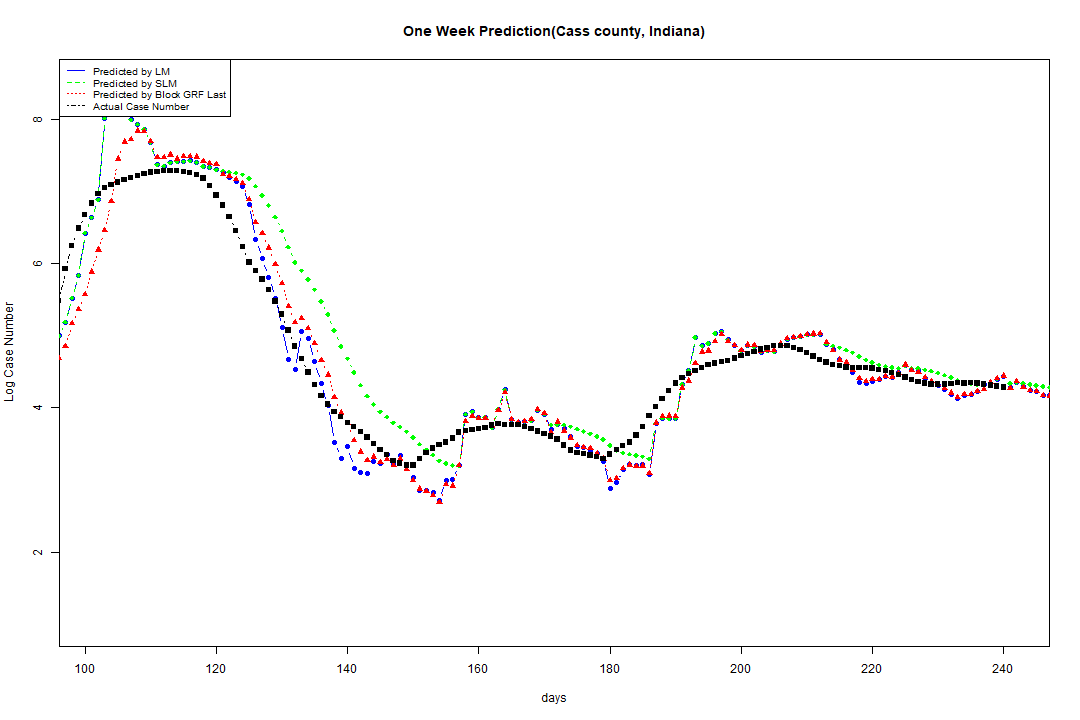 One Week Prediction(Cass county, Indiana)
Predicted by LM
Predicted by SLM
Predicted by Block GRF Last
Actual Case Number
8
6
4
2
Log Case Number
100 120 140 160 180 200 220 240
days